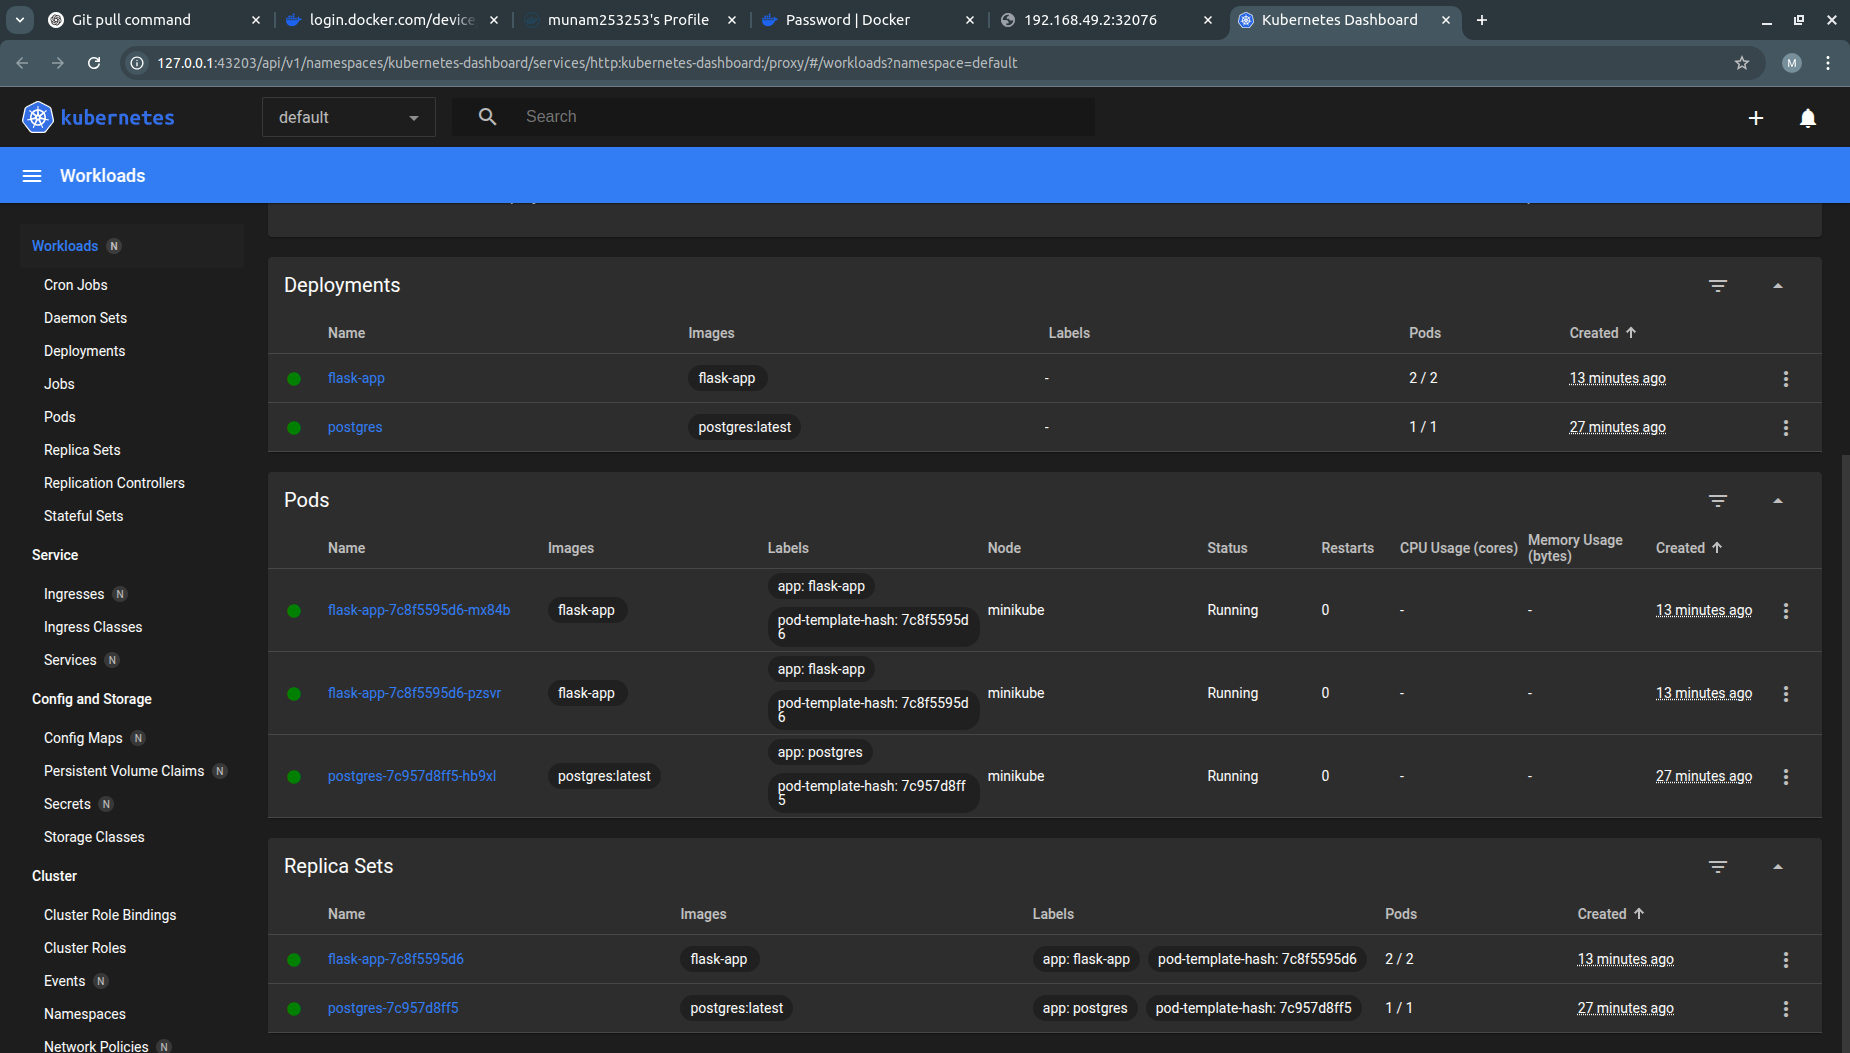 Git pull command
login.docker.com/device
munam253253's Profile
Password | Docker
192.168.49.2:32076
Kubernetes Dashboard
127.0.0.1:43203/api/v1/namespaces/kubernetes-dashboard/services/http:kubernetes-dashboard:/proxy/#/workloads?namespace=default
M
kubernetes
default
Search
Workloads
Workloads N
Cron Jobs
Daemon Sets
Deployments
Jobs
Pods
Replica Sets
Replication Controllers
Stateful Sets
Service
Ingresses N
Ingress Classes
Services N
Config and Storage
Config Maps N
Persistent Volume Claims N
Secrets N
Storage Classes
Cluster
Cluster Role Bindings
Cluster Roles
Events N
Namespaces
Network Policies N
Deployments
Name Images Labels Pods Created
flask-app flask-app - 2 / 2 13 minutes ago
postgres postgres:latest - 1 / 1 27 minutes ago
Pods
Name Images Labels Node Status Restarts CPU Usage (cores) Memory Usage
(bytes) Created
app: flask-app
flask-app-7c8f5595d6-mx84b flask-app pod-template-hash: 7c8f5595d
6 minikube Running 0 - - 13 minutes ago
app: flask-app
flask-app-7c8f5595d6-pzsvr flask-app pod-template-hash: 7c8f5595d
6 minikube Running 0 - - 13 minutes ago
app: postgres
postgres-7c957d8ff5-hb9xl postgres:latest pod-template-hash: 7c957d8ff
5 minikube Running 0 - - 27 minutes ago
Replica Sets
Name Images Labels Pods Created
flask-app-7c8f5595d6 flask-app app: flask-app pod-template-hash: 7c8f5595d6 2 / 2 13 minutes ago
postgres-7c957d8ff5 postgres:latest app: postgres pod-template-hash: 7c957d8ff5 1 / 1 27 minutes ago